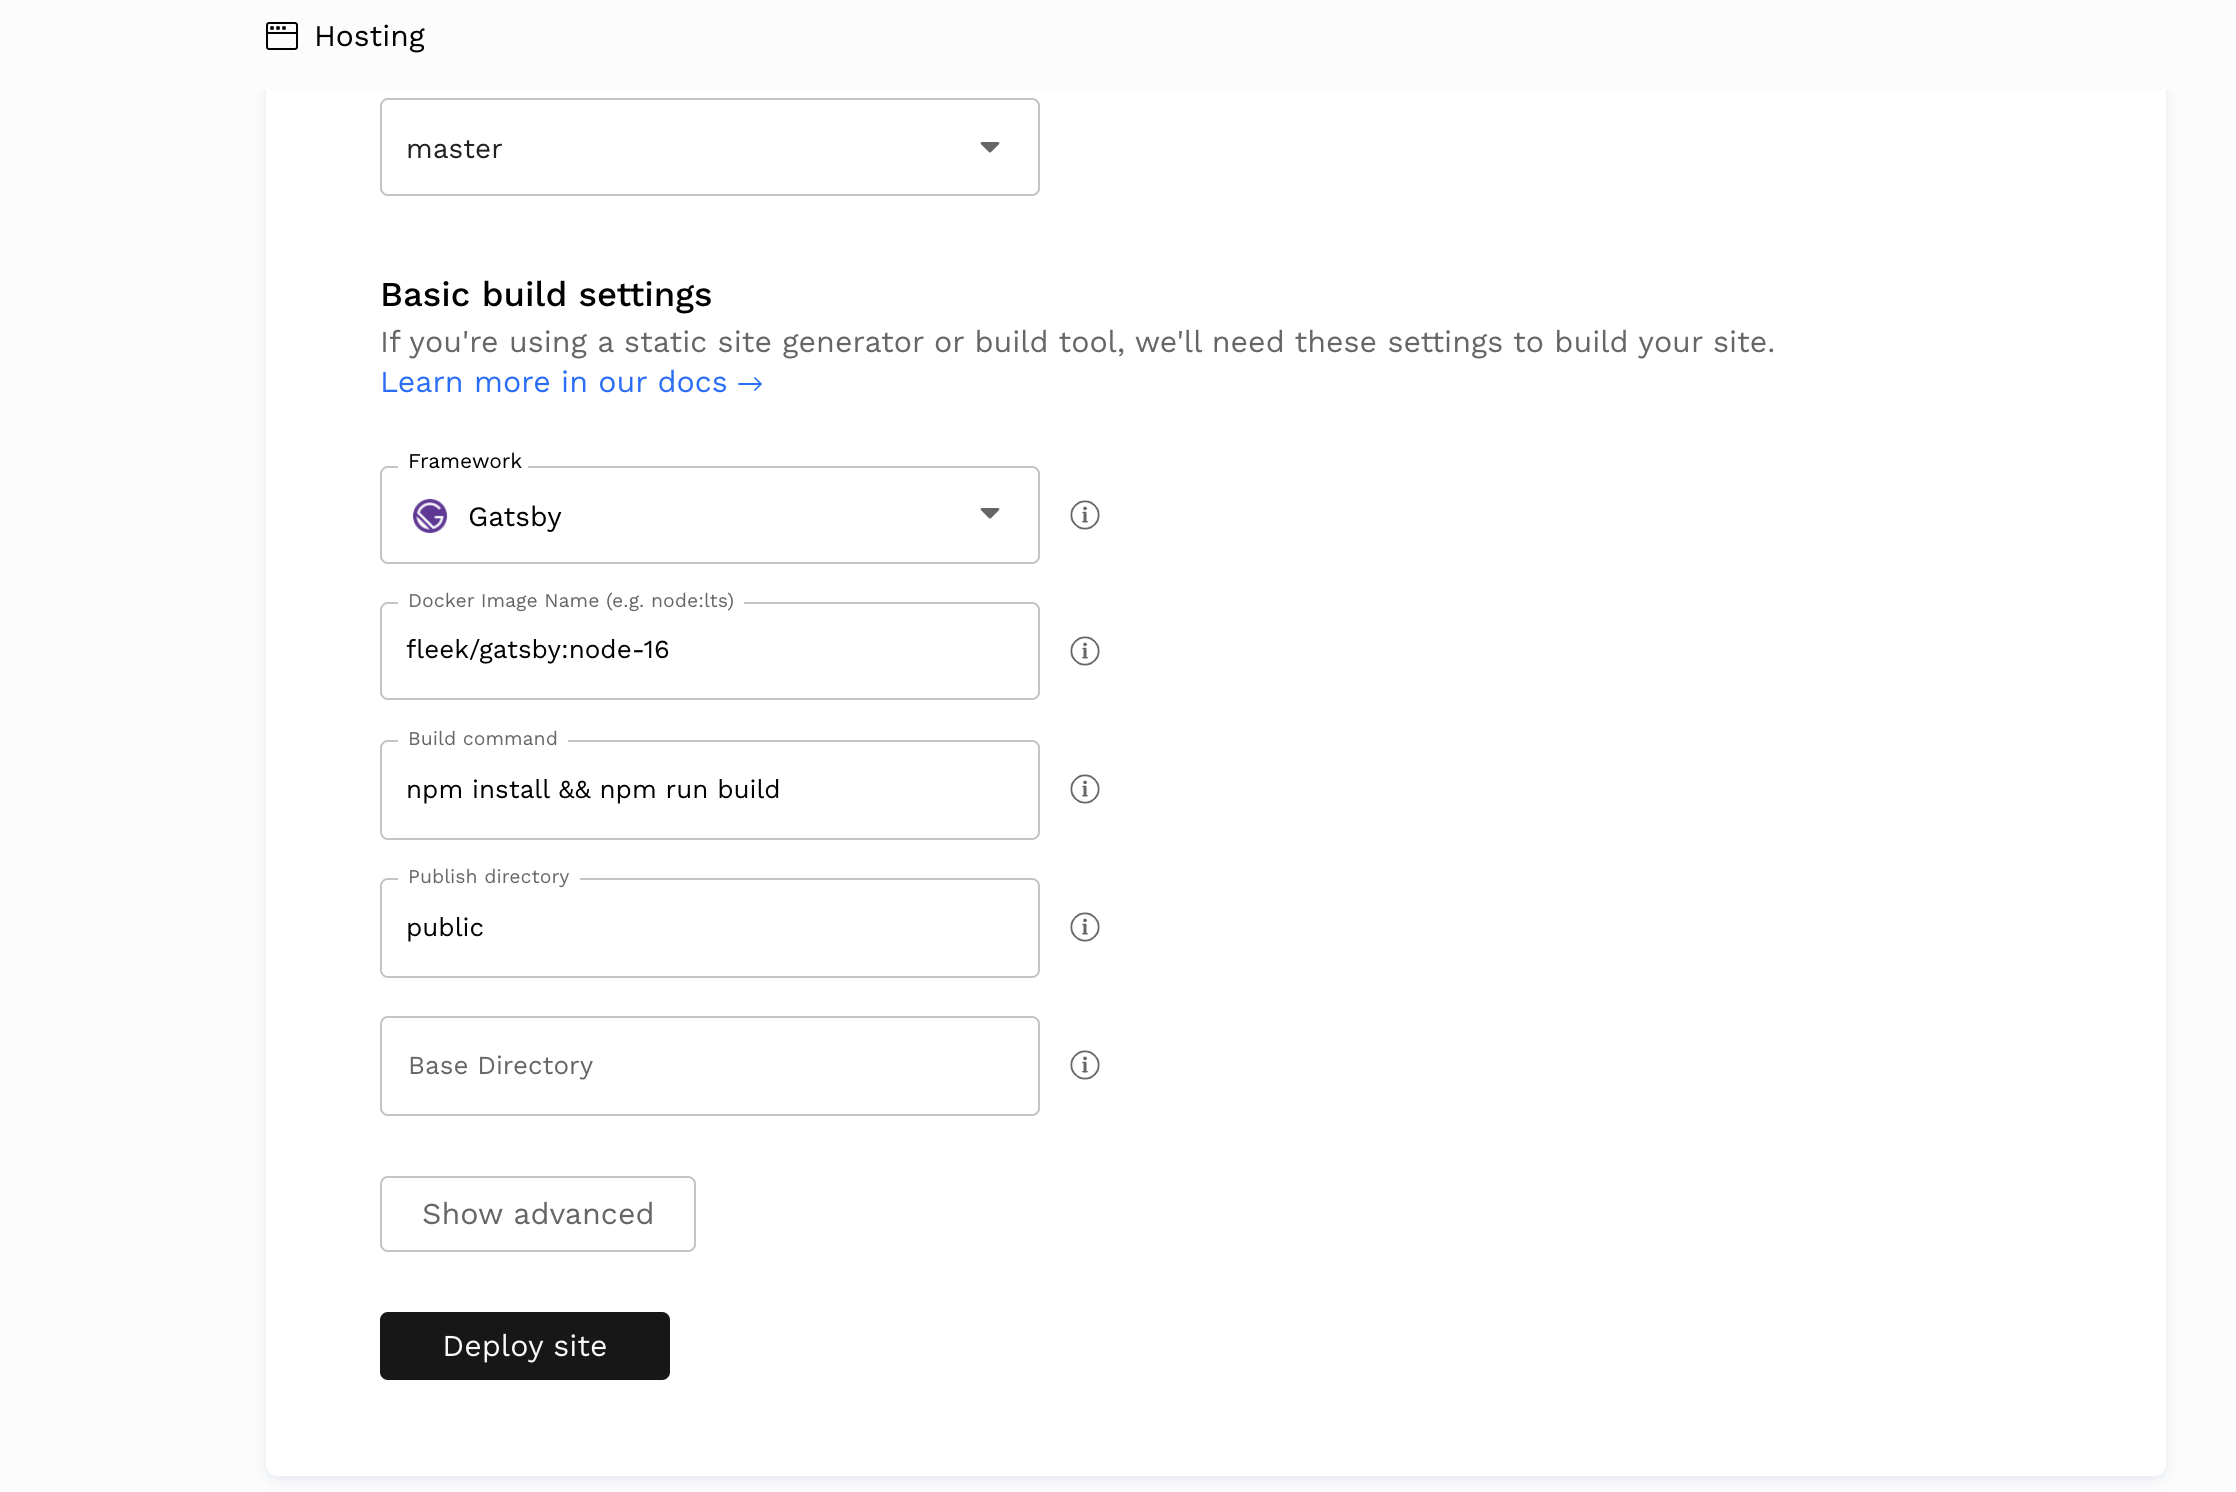 Hosting
master
Basic build settings
If you're using a static site generator or build tool, we'll need these settings to build your site.
Learn more in our docs →
Framework
Gatsby
Docker Image Name (e.g. node:lts)
fleek/gatsby:node-16
Build command
npm install && npm run build
Publish directory
public
Base Directory
Show advanced
Deploy site